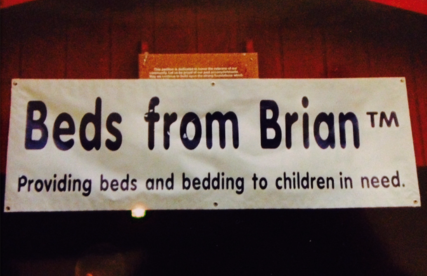 Beds from Brian™
Providing beds and bedding to children in need.